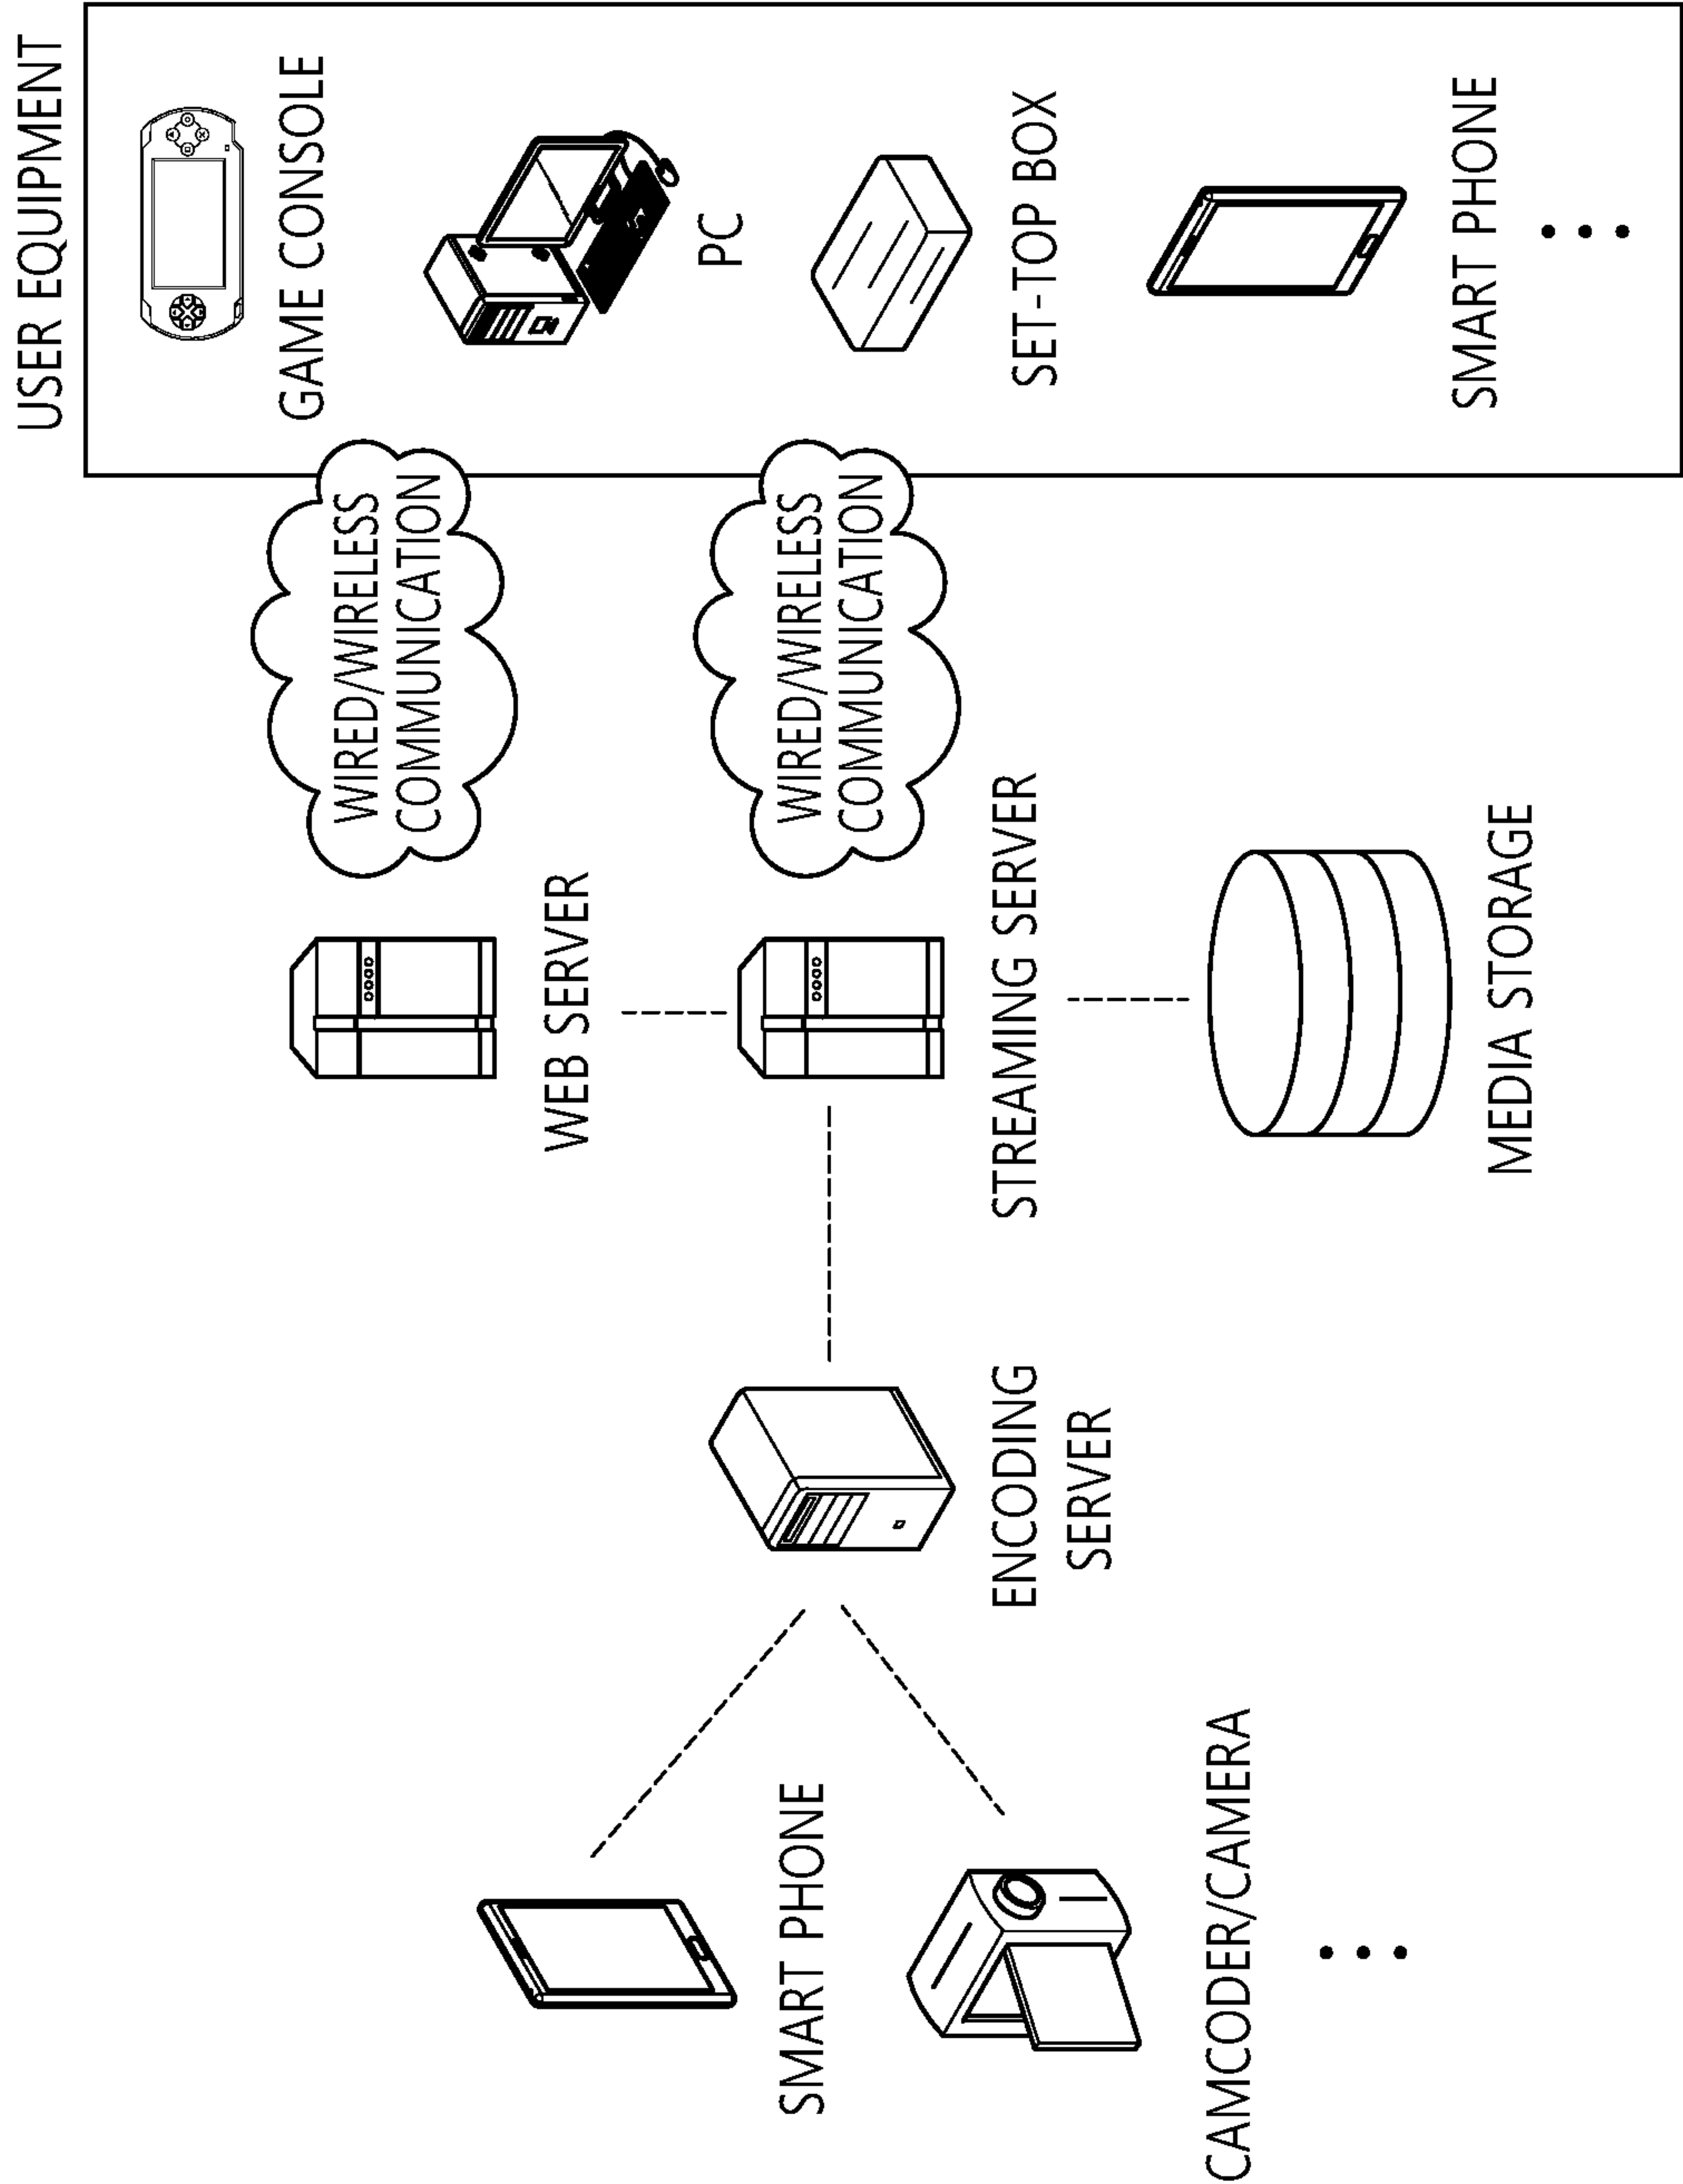 USER EQUIPMENT
GAME CONSOLE
PC
SET-TOP BOX
SMART PHONE
WIRED/WIRELESS
COMMUNICATION
WIRED/WIRELESS
COMMUNICATION
WEB SERVER
STREAMING SERVER
MEDIA STORAGE
ENCODING
SERVER
SMART PHONE
CAMCODER/CAMERA